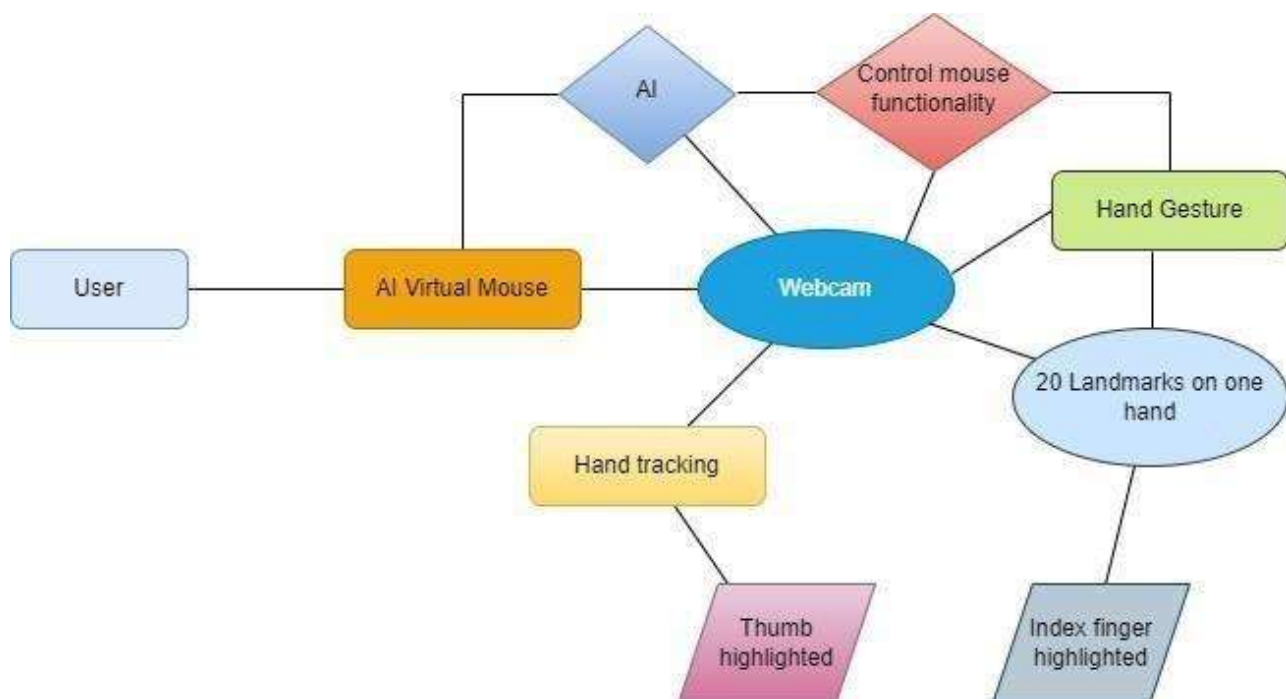 AI
Control mouse
functionality
Hand Gesture
User
AI Virtual Mouse
Webcam
20 Landmarks on one
hand
Hand tracking
Thumb
highlighted
Index finger
highlighted